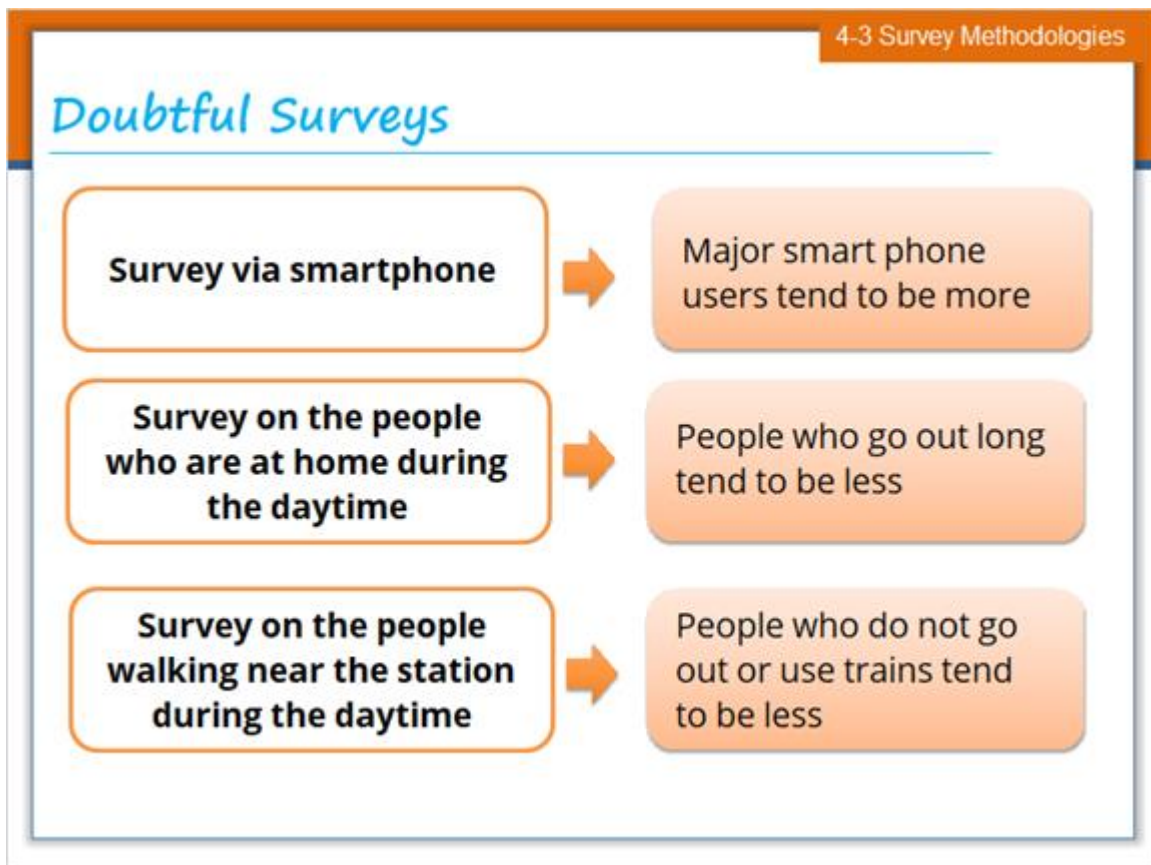 4-3 Survey Methodologies
Doubtful Surveys
Survey via smartphone
Major smart phone
users tend to be more
Survey on the people
who are at home during
the daytime
People who go out long
tend to be less
Survey on the people
walking near the station
during the daytime
People who do not go
out or use trains tend
to be less